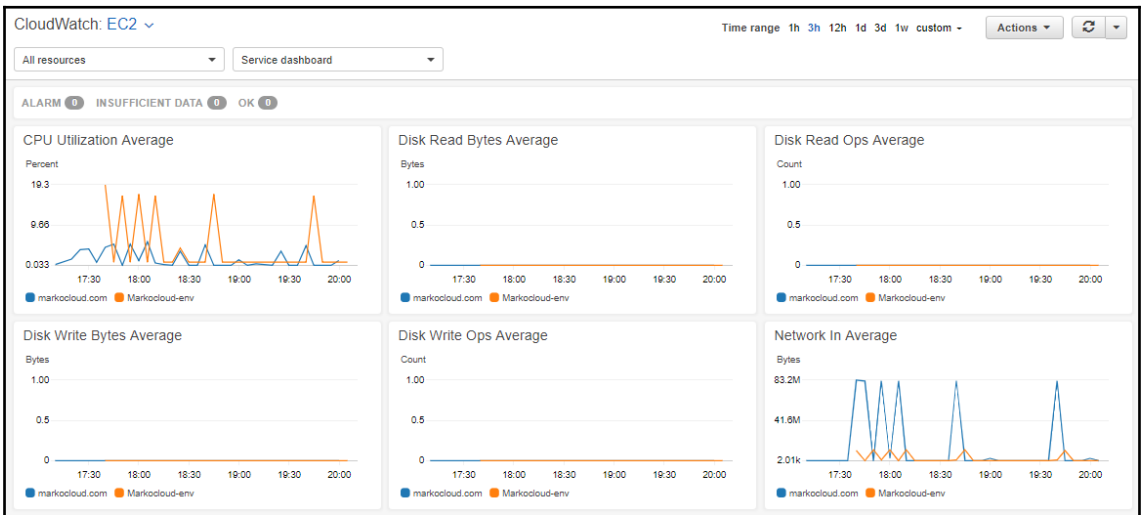 CloudWatch: EC2
Time range 1h 3h 12h 1d 3d 1w custom
Actions
All resources
Service dashboard
ALARM 0 INSUFFICIENT DATA 0 OK 0
CPU Utilization Average
Percent
19.3
9.66
0.033
17:30 18:00 18:30 19:00 19:30 20:00
markocloud.com Markocloud-env
Disk Read Bytes Average
Bytes
1.00
0.5
0
17:30 18:00 18:30 19:00 19:30 20:00
markocloud.com Markocloud-env
Disk Read Ops Average
Count
1.00
0.5
0
17:30 18:00 18:30 19:00 19:30 20:00
markocloud.com Markocloud-env
Disk Write Bytes Average
Bytes
1.00
0.5
0
17:30 18:00 18:30 19:00 19:30 20:00
markocloud.com Markocloud-env
Disk Write Ops Average
Count
1.00
0.5
0
17:30 18:00 18:30 19:00 19:30 20:00
markocloud.com Markocloud-env
Network In Average
Bytes
83.2M
41.6M
2.01k
17:30 18:00 18:30 19:00 19:30 20:00
markocloud.com Markocloud-env